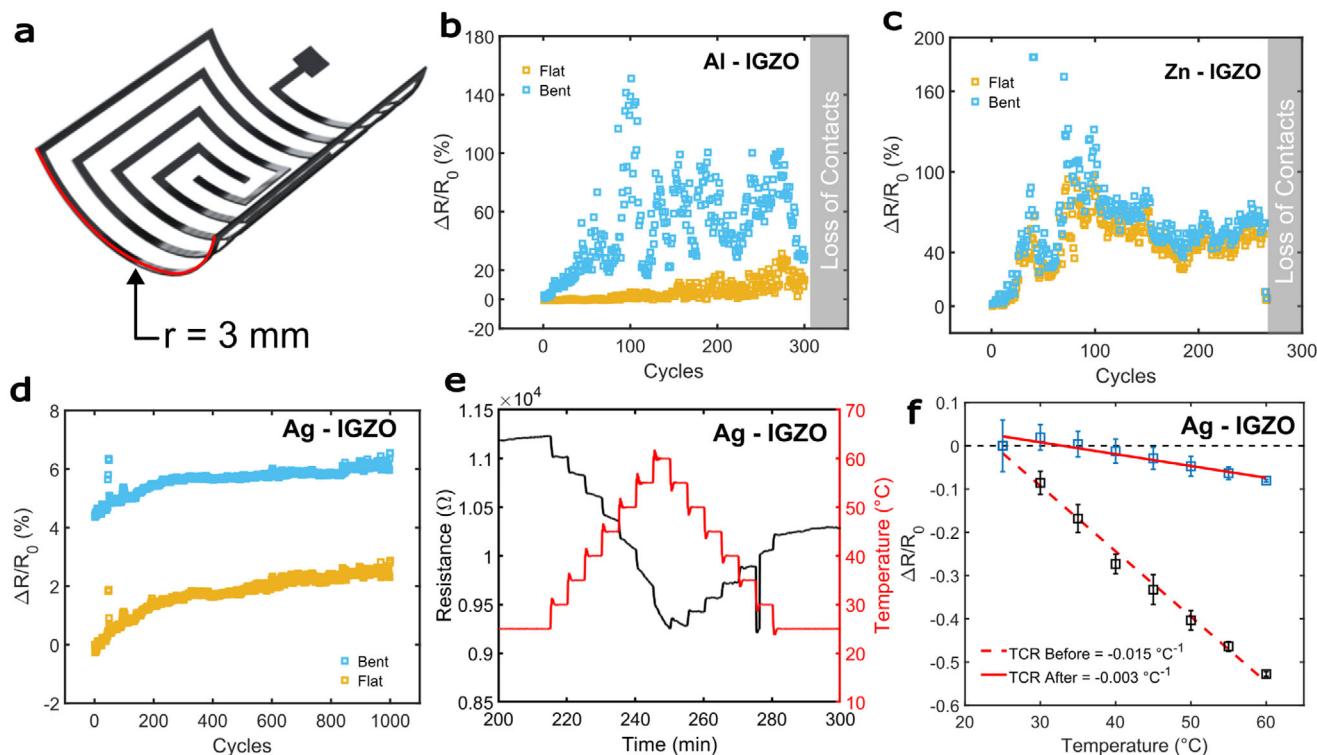 a
r = 3 mm
b
Al - IGZO
Flat
Bent
Loss of Contacts
ΔR/R0 (%)
180
140
100
60
20
0
-20
0
100
200
300
Cycles
c
Zn - IGZO
Flat
Bent
Loss of Contacts
ΔR/R0 (%)
200
160
100
40
0
0
100
200
300
Cycles
d
Ag - IGZO
ΔR/R0 (%)
8
6
4
2
0
-2
Bent
Flat
0
200
400
600
800
1000
Cycles
e
×10⁴
Ag - IGZO
Resistance (Ω)
1.15
1.1
1.05
0.1
0.95
0.9
0.85
Temperature (°C)
70
60
50
40
30
20
10
200
220
240
260
280
300
Time (min)
f
Ag - IGZO
ΔR/R0
0.1
0
-0.1
-0.2
-0.3
-0.4
-0.5
-0.6
TCR Before = -0.015 °C⁻¹
TCR After = -0.003 °C⁻¹
20
30
40
50
60
Temperature (°C)